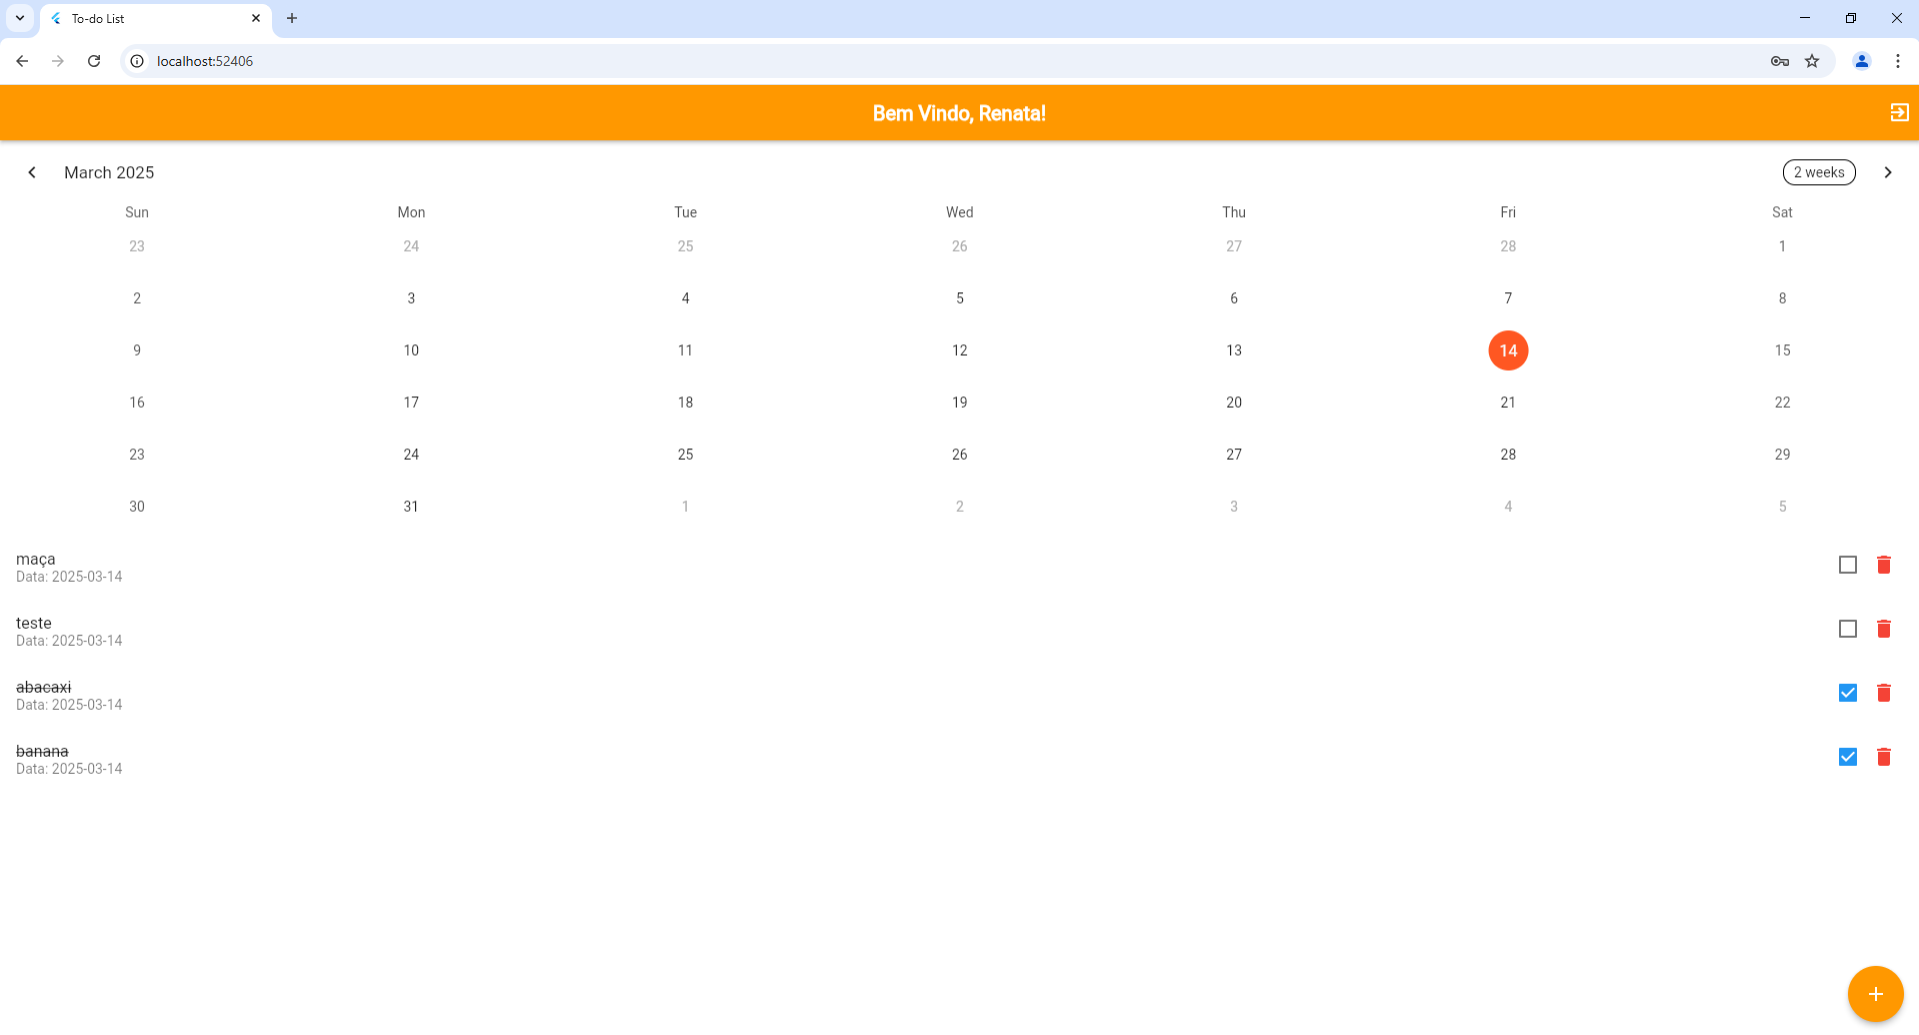 To-do List
localhost:52406
Bem Vindo, Renata!
March 2025
2 weeks
Sun Mon Tue Wed Thu Fri Sat
23 24 25 26 27 28 1
2 3 4 5 6 7 8
9 10 11 12 13 14 15
16 17 18 19 20 21 22
23 24 25 26 27 28 29
30 31 1 2 3 4 5
maça
Data: 2025-03-14
teste
Data: 2025-03-14
abacaxi
Data: 2025-03-14
banana
Data: 2025-03-14